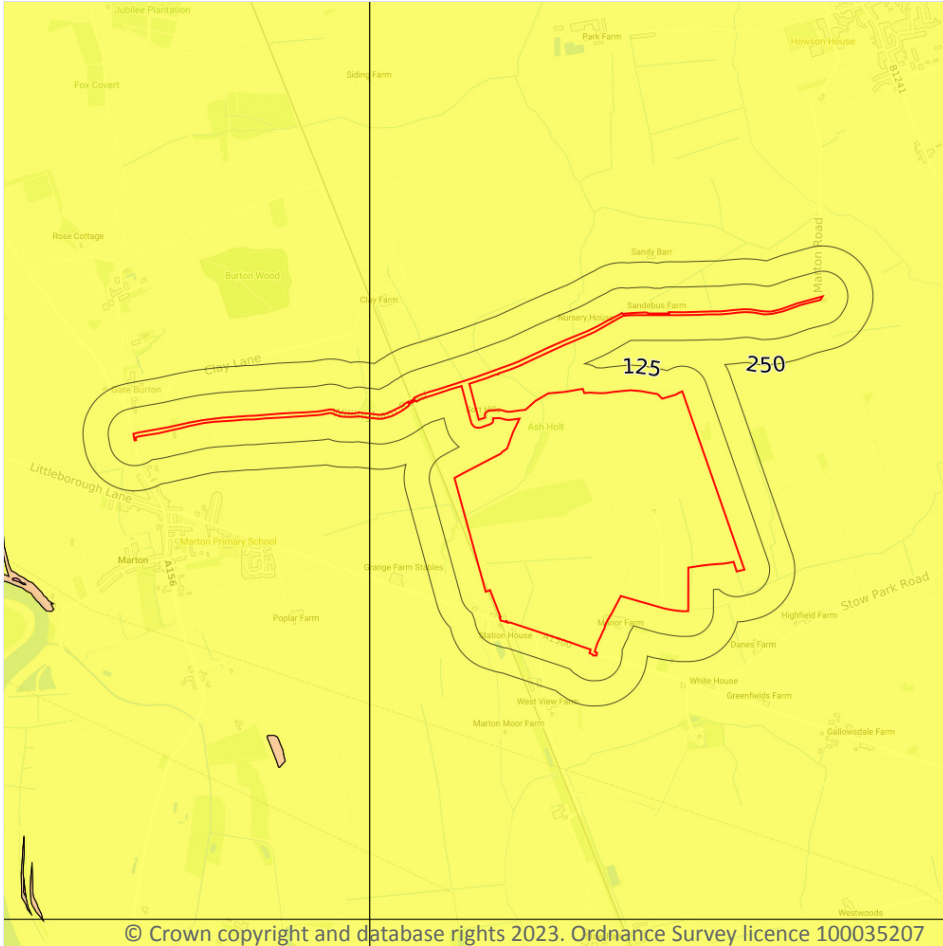 Jubilee Plantation
Park Farm
Howson House
B1241
Siding Farm
Fox Covert
Rose Cottage
Sandy Barr
Marton Road
Burton Wood
Clay Farm
Sandebus Farm
Nursery House
Clay Lane
125
250
Gate Burton
Ash Holt
Littleborough Lane
Marton Primary School
Marton
A156
Grange Farm Stables
Stow Park Road
Poplar Farm
Highfield Farm
Manor Farm
Station House
A1500
Danes Farm
White House
Greenfields Farm
West View Farm
Marton Moor Farm
Gallowsdale Farm
Westwoods
© Crown copyright and database rights 2023. Ordnance Survey licence 100035207